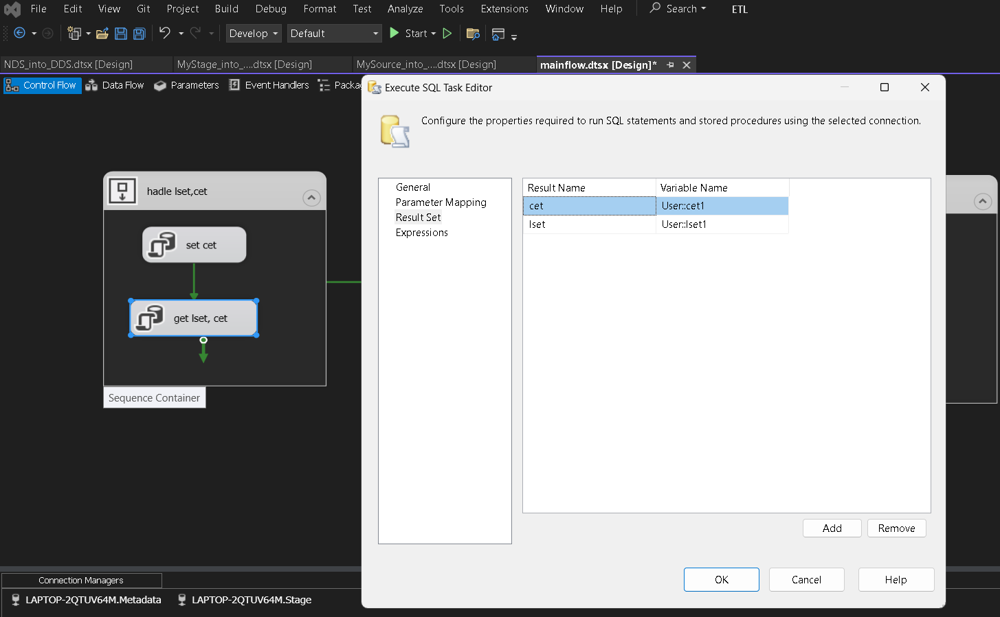 File Edit View Git Project Build Debug Format Test Analyze Tools Extensions Window Help Search ETL
Develop Default Start
NDS_into_DDS.dtsx [Design] MyStage_into_....dtsx [Design] MySource_into_....dtsx [Design] mainflow.dtsx [Design]*
Control Flow Data Flow Parameters Event Handlers Packag
Execute SQL Task Editor
Configure the properties required to run SQL statements and stored procedures using the selected connection.
hadle lset,cet
set cet
get lset, cet
Sequence Container
General
Parameter Mapping
Result Set
Expressions
Result Name Variable Name
cet User::cet1
lset User::lset1
Add Remove
OK Cancel Help
Connection Managers
LAPTOP-2QTUV64M.Metadata LAPTOP-2QTUV64M.Stage